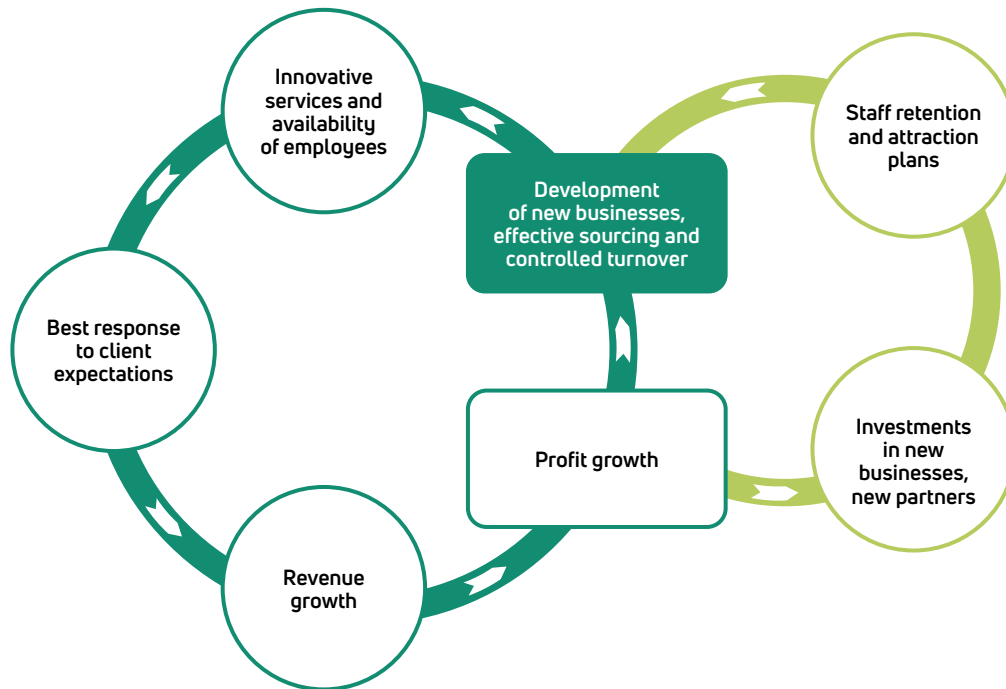 Innovative
services and
availability
of employees
Staff retention
and attraction
plans
Development
of new businesses,
effective sourcing and
controlled turnover
Best response
to client
expectations
Profit growth
Investments
in new
businesses,
new partners
Revenue
growth